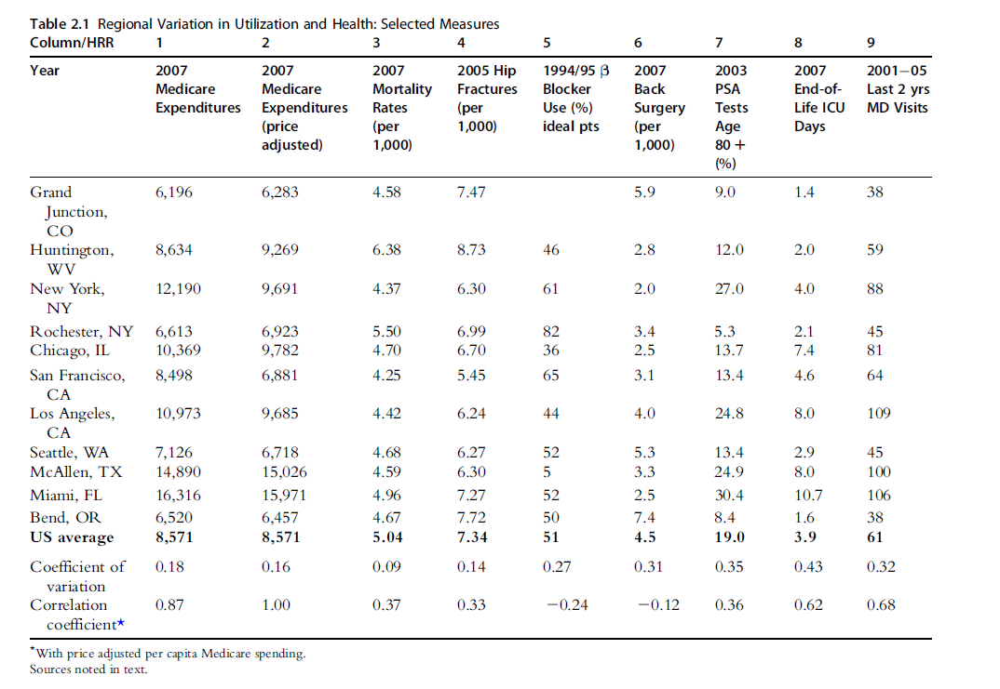 Table 2.1 Regional Variation in Utilization and Health: Selected Measures
Column/HRR 1 2 3 4 5 6 7 8 9
Year 2007 2007 2007 2005 Hip 1994/95 β 2007 2003 2007 2001–05
Medicare Medicare Mortality Fractures Blocker Back PSA End-of- Last 2 yrs
Expenditures Expenditures Rates (per Use (%) Surgery Tests Life ICU MD Visits
(price (per 1,000) ideal pts (per Age Days
adjusted) 1,000) 1,000) 80 +
(%)
Grand 6,196 6,283 4.58 7.47 5.9 9.0 1.4 38
Junction,
CO
Huntington, 8,634 9,269 6.38 8.73 46 2.8 12.0 2.0 59
WV
New York, 12,190 9,691 4.37 6.30 61 2.0 27.0 4.0 88
NY
Rochester, NY 6,613 6,923 5.50 6.99 82 3.4 5.3 2.1 45
Chicago, IL 10,369 9,782 4.70 6.70 36 2.5 13.7 7.4 81
San Francisco, 8,498 6,881 4.25 5.45 65 3.1 13.4 4.6 64
CA
Los Angeles, 10,973 9,685 4.42 6.24 44 4.0 24.8 8.0 109
CA
Seattle, WA 7,126 6,718 4.68 6.27 52 5.3 13.4 2.9 45
McAllen, TX 14,890 15,026 4.59 6.30 5 3.3 24.9 8.0 100
Miami, FL 16,316 15,971 4.96 7.27 52 2.5 30.4 10.7 106
Bend, OR 6,520 6,457 4.67 7.72 50 7.4 8.4 1.6 38
US average 8,571 8,571 5.04 7.34 51 4.5 19.0 3.9 61
Coefficient of 0.18 0.16 0.09 0.14 0.27 0.31 0.35 0.43 0.32
variation
Correlation 0.87 1.00 0.37 0.33 −0.24 −0.12 0.36 0.62 0.68
coefficient*
*With price adjusted per capita Medicare spending.
Sources noted in text.